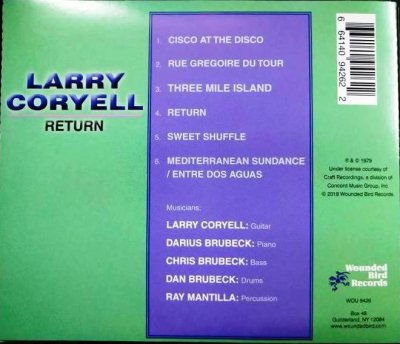 LARRY
CORYELL
RETURN
1. CISCO AT THE DISCO
2. RUE GREGOIRE DU TOUR
3. THREE MILE ISLAND
4. RETURN
5. SWEET SHUFFLE
6. MEDITERRANEAN SUNDANCE
/ ENTRE DOS AGUAS
Musicians:
LARRY CORYELL: Guitar
DARIUS BRUBECK: Piano
CHRIS BRUBECK: Bass
DAN BRUBECK: Drums
RAY MANTILLA: Percussion
6 64140 94262 2
℗ & © 1979
Under license courtesy of
Craft Recordings, a division of
Concord Music Group, Inc.
© 2018 Wounded Bird Records
Wounded
Bird
Records
WOU 9426
Box 48
Guilderland, NY 12084
www.woundedbird.com